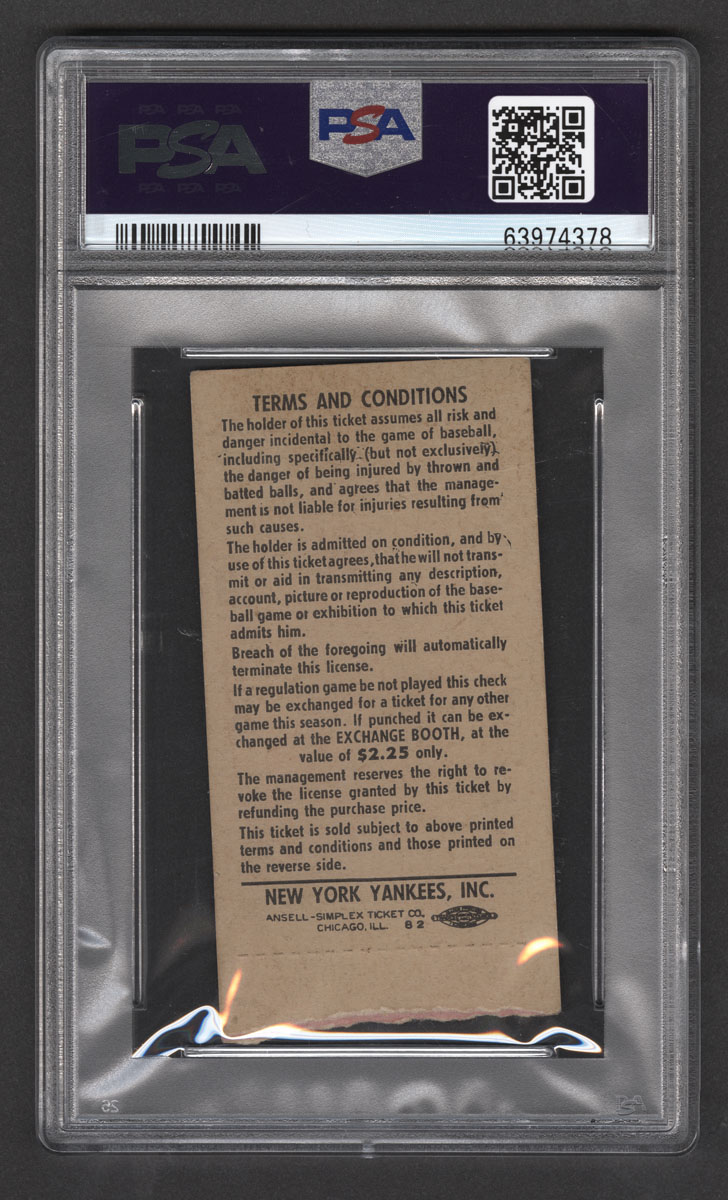 PSA PSA PSA
PSA
PSA PSA PSA
PSA
63974378
TERMS AND CONDITIONS
The holder of this ticket assumes all risk and
danger incidental to the game of baseball,
including specifically (but not exclusively)
the danger of being injured by thrown and
batted balls, and agrees that the manage-
ment is not liable for injuries resulting from
such causes.
The holder is admitted on condition, and by
use of this ticket agrees, that he will not trans-
mit or aid in transmitting any description,
account, picture or reproduction of the base-
ball game or exhibition to which this ticket
admits him.
Breach of the foregoing will automatically
terminate this license.
If a regulation game be not played this check
may be exchanged for a ticket for any other
game this season. If punched it can be ex-
changed at the EXCHANGE BOOTH, at the
value of $2.25 only.
The management reserves the right to re-
voke the license granted by this ticket by
refunding the purchase price.
This ticket is sold subject to above printed
terms and conditions and those printed on
the reverse side.
NEW YORK YANKEES, INC.
ANSELL-SIMPLEX TICKET CO.
CHICAGO, ILL. 82